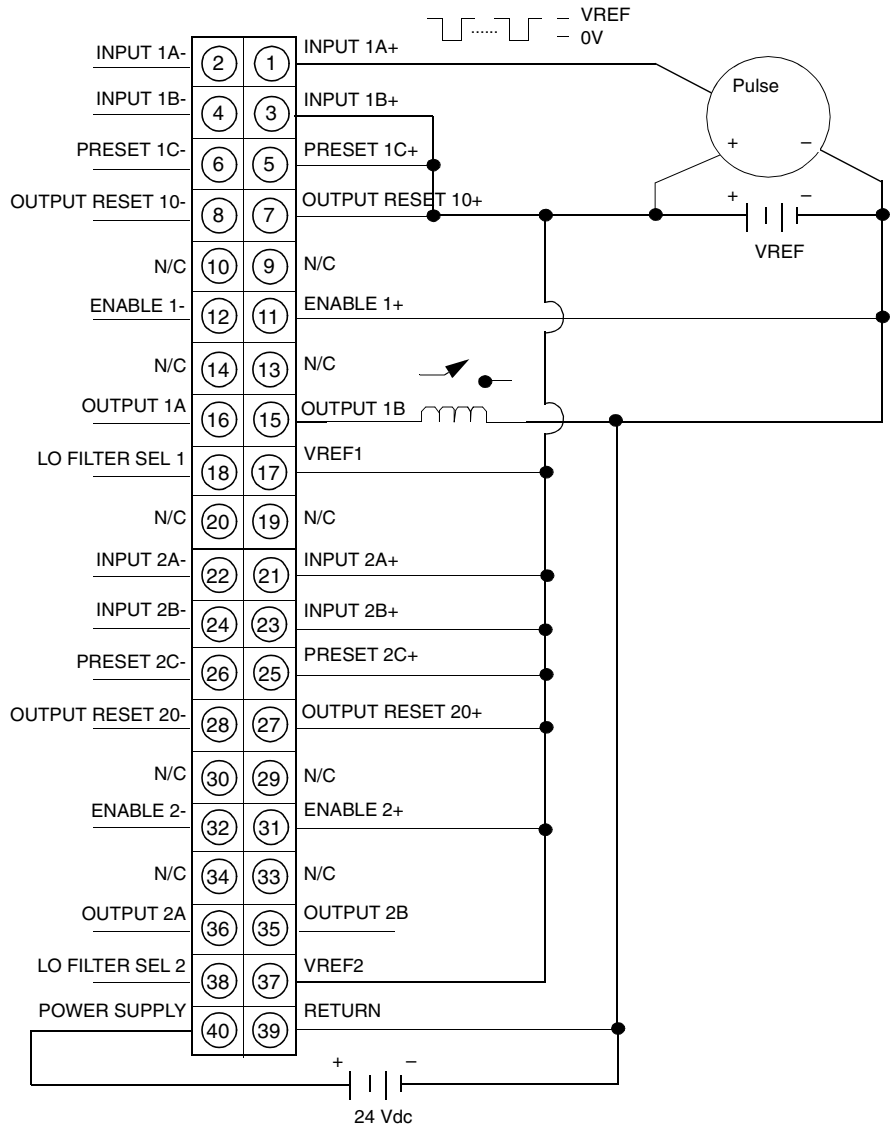 VREF
...... 0V
INPUT 1A- 2 1 INPUT 1A+
Pulse
INPUT 1B- 4 3 INPUT 1B+
+ –
PRESET 1C- 6 5 PRESET 1C+
OUTPUT RESET 10- 8 7 OUTPUT RESET 10+
+ –
VREF
N/C 10 9 N/C
ENABLE 1- 12 11 ENABLE 1+
N/C 14 13 N/C
OUTPUT 1A 16 15 OUTPUT 1B
LO FILTER SEL 1 18 17 VREF1
N/C 20 19 N/C
INPUT 2A- 22 21 INPUT 2A+
INPUT 2B- 24 23 INPUT 2B+
PRESET 2C- 26 25 PRESET 2C+
OUTPUT RESET 20- 28 27 OUTPUT RESET 20+
N/C 30 29 N/C
ENABLE 2- 32 31 ENABLE 2+
N/C 34 33 N/C
OUTPUT 2A 36 35 OUTPUT 2B
LO FILTER SEL 2 38 37 VREF2
POWER SUPPLY 40 39 RETURN
+ –
24 Vdc